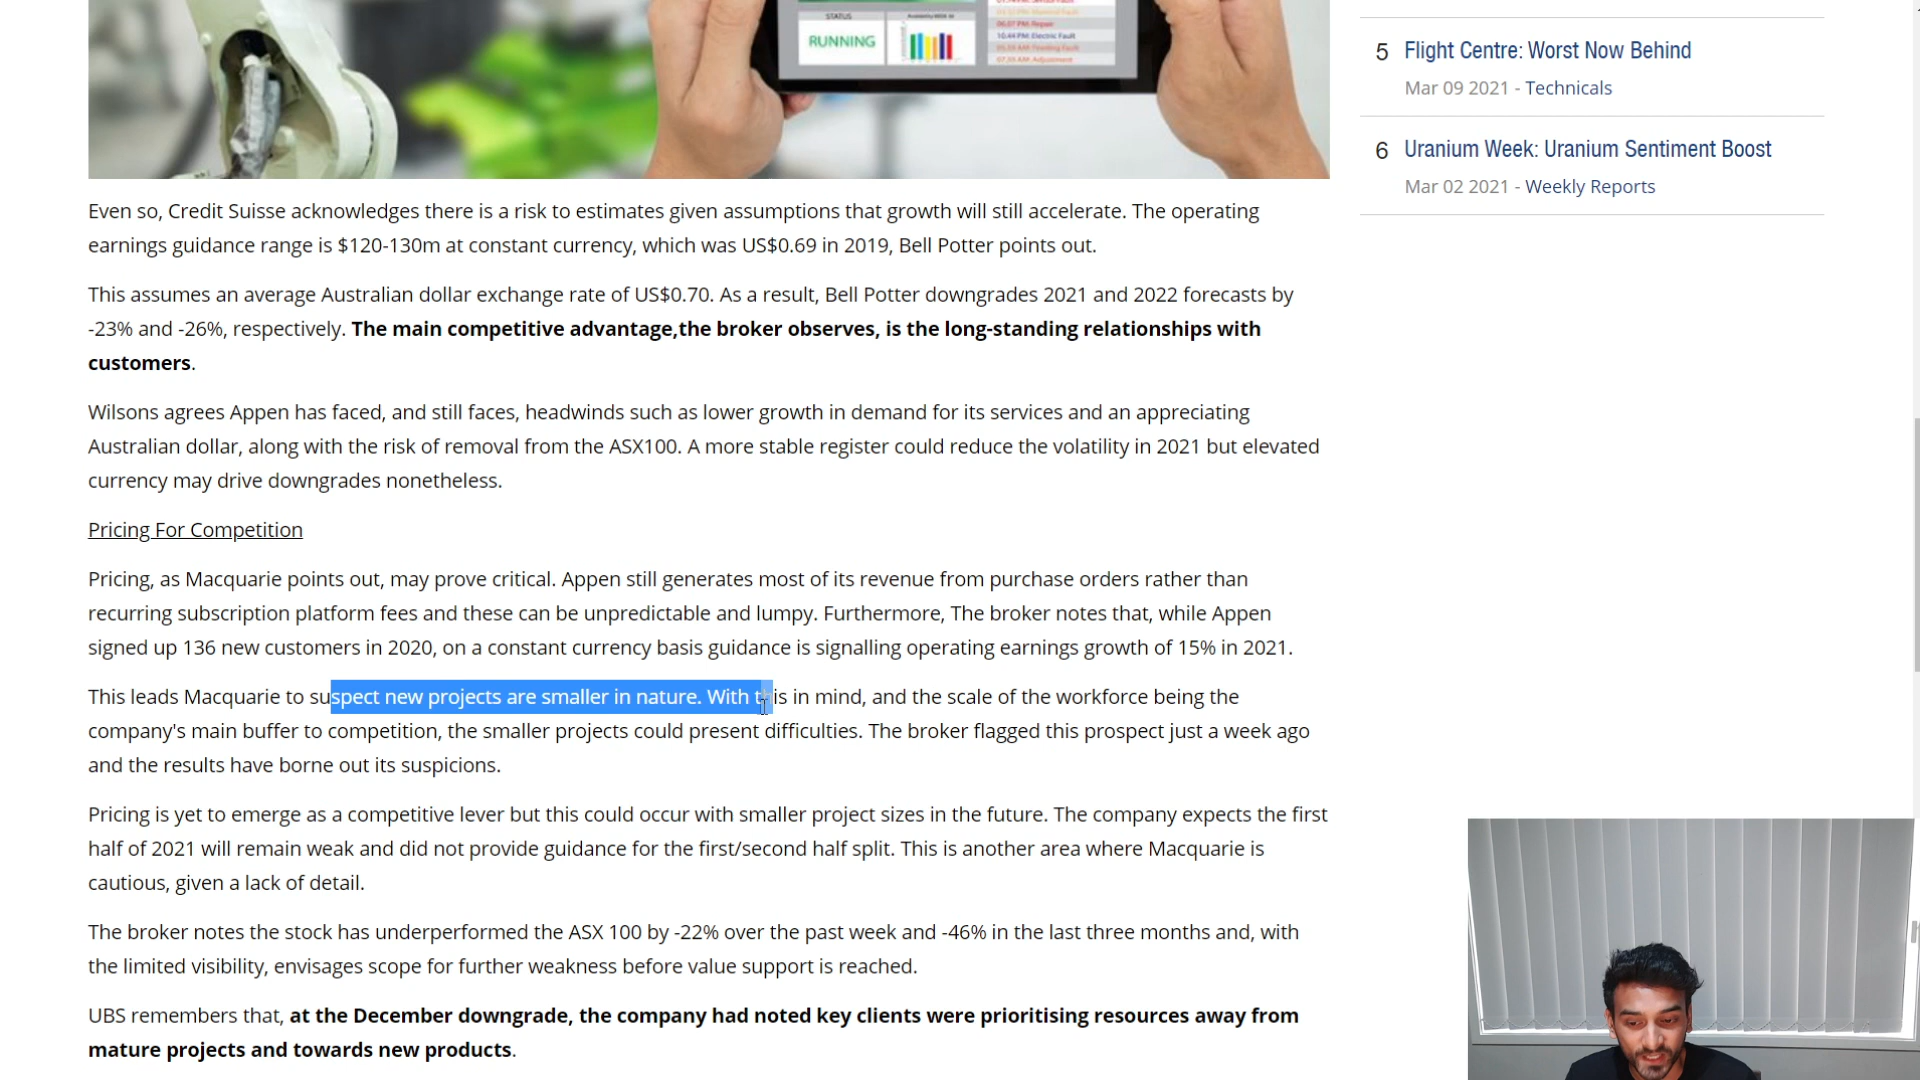 STATUS
RUNNING
10.44 PM: Electric Fault
Even so, Credit Suisse acknowledges there is a risk to estimates given assumptions that growth will still accelerate. The operating
earnings guidance range is $120-130m at constant currency, which was US$0.69 in 2019, Bell Potter points out.
This assumes an average Australian dollar exchange rate of US$0.70. As a result, Bell Potter downgrades 2021 and 2022 forecasts by
-23% and -26%, respectively. The main competitive advantage,the broker observes, is the long-standing relationships with
customers.
Wilsons agrees Appen has faced, and still faces, headwinds such as lower growth in demand for its services and an appreciating
Australian dollar, along with the risk of removal from the ASX100. A more stable register could reduce the volatility in 2021 but elevated
currency may drive downgrades nonetheless.
Pricing For Competition
Pricing, as Macquarie points out, may prove critical. Appen still generates most of its revenue from purchase orders rather than
recurring subscription platform fees and these can be unpredictable and lumpy. Furthermore, The broker notes that, while Appen
signed up 136 new customers in 2020, on a constant currency basis guidance is signalling operating earnings growth of 15% in 2021.
This leads Macquarie to suspect new projects are smaller in nature. With this in mind, and the scale of the workforce being the
company's main buffer to competition, the smaller projects could present difficulties. The broker flagged this prospect just a week ago
and the results have borne out its suspicions.
Pricing is yet to emerge as a competitive lever but this could occur with smaller project sizes in the future. The company expects the first
half of 2021 will remain weak and did not provide guidance for the first/second half split. This is another area where Macquarie is
cautious, given a lack of detail.
The broker notes the stock has underperformed the ASX 100 by -22% over the past week and -46% in the last three months and, with
the limited visibility, envisages scope for further weakness before value support is reached.
UBS remembers that, at the December downgrade, the company had noted key clients were prioritising resources away from
mature projects and towards new products.
5 Flight Centre: Worst Now Behind
Mar 09 2021 - Technicals
6 Uranium Week: Uranium Sentiment Boost
Mar 02 2021 - Weekly Reports